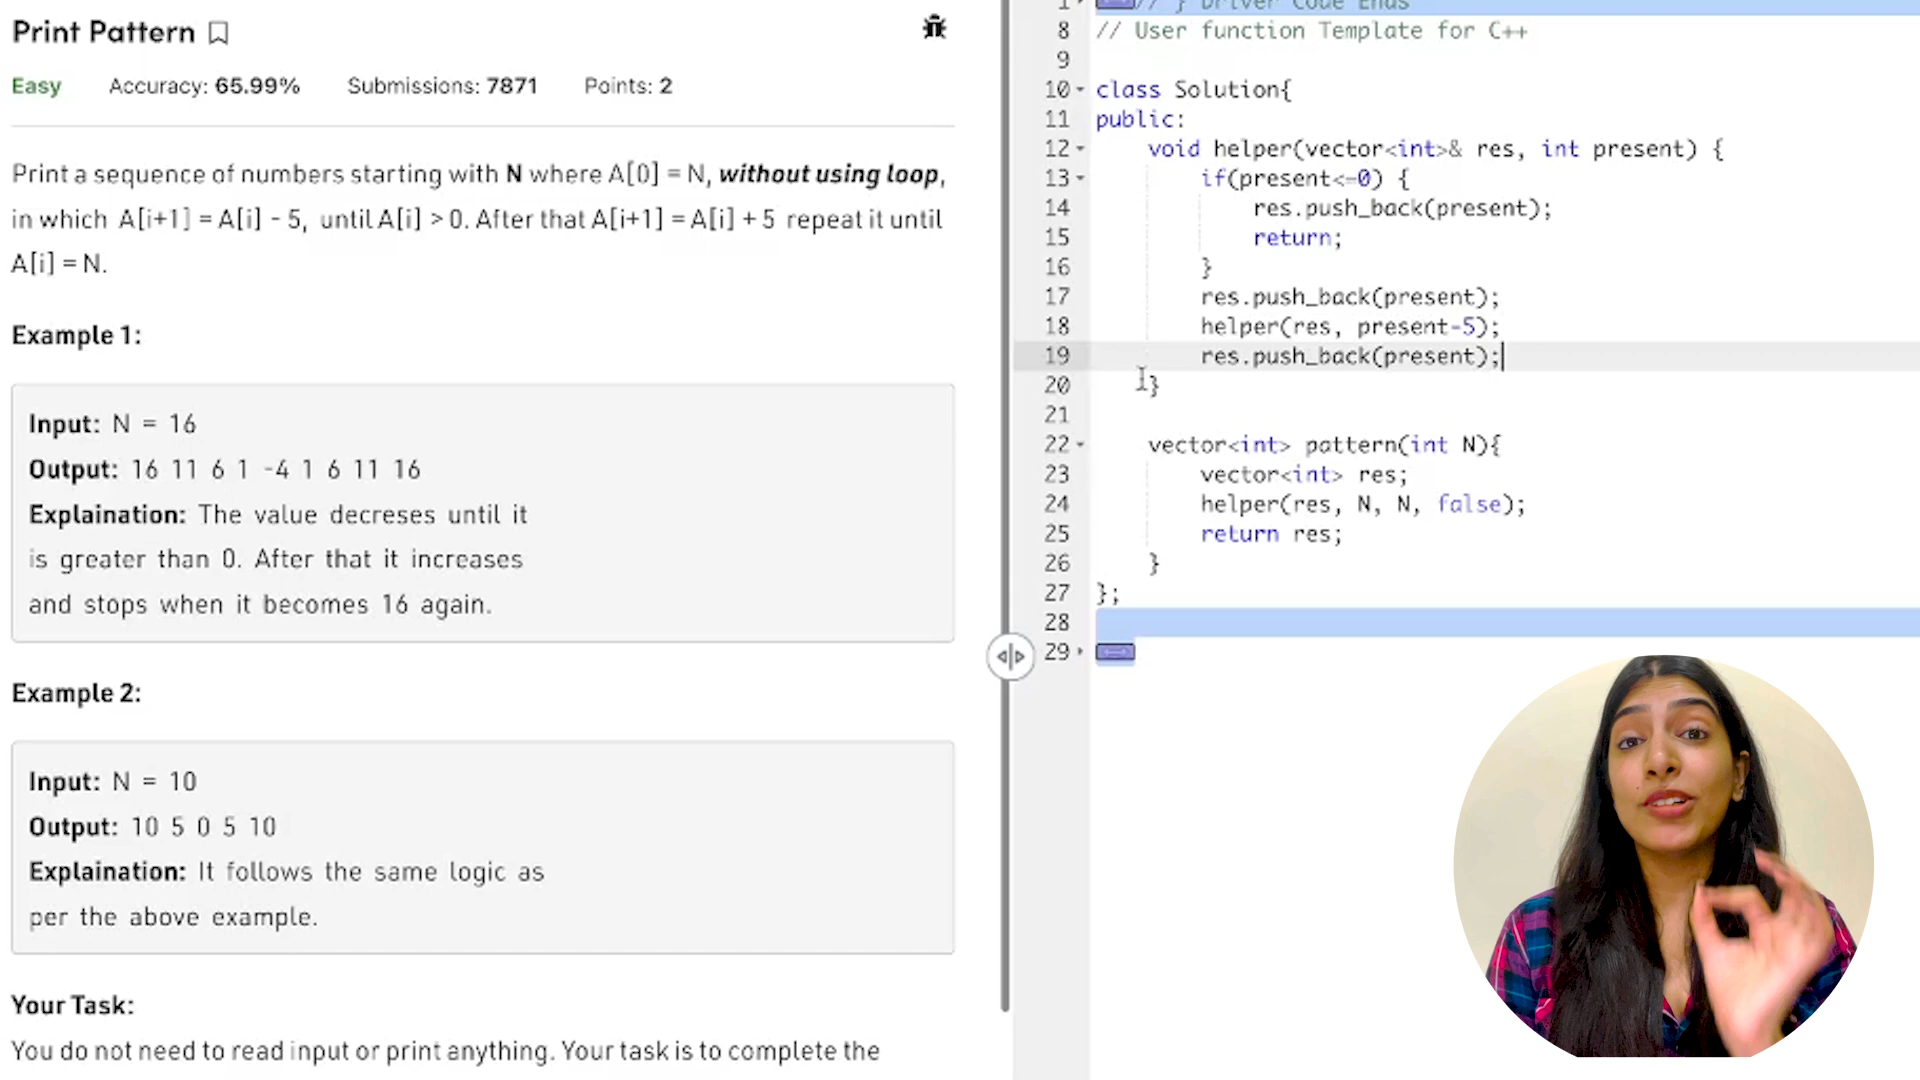 Print Pattern
Easy Accuracy: 65.99% Submissions: 7871 Points: 2
Print a sequence of numbers starting with N where A[0] = N, without using loop,
in which A[i+1] = A[i] - 5, until A[i] > 0. After that A[i+1] = A[i] + 5 repeat it until
A[i] = N.
Example 1:
Input: N = 16
Output: 16 11 6 1 -4 1 6 11 16
Explaination: The value decreses until it
is greater than 0. After that it increases
and stops when it becomes 16 again.
Example 2:
Input: N = 10
Output: 10 5 0 5 10
Explaination: It follows the same logic as
per the above example.
Your Task:
You do not need to read input or print anything. Your task is to complete the
1 // } Driver Code Ends
8 // User function Template for C++
9
10 class Solution{
11 public:
12 void helper(vector<int>& res, int present) {
13 if(present<=0) {
14 res.push_back(present);
15 return;
16 }
17 res.push_back(present);
18 helper(res, present-5);
19 res.push_back(present);
20 }
21
22 vector<int> pattern(int N){
23 vector<int> res;
24 helper(res, N, N, false);
25 return res;
26 }
27 };
28
29